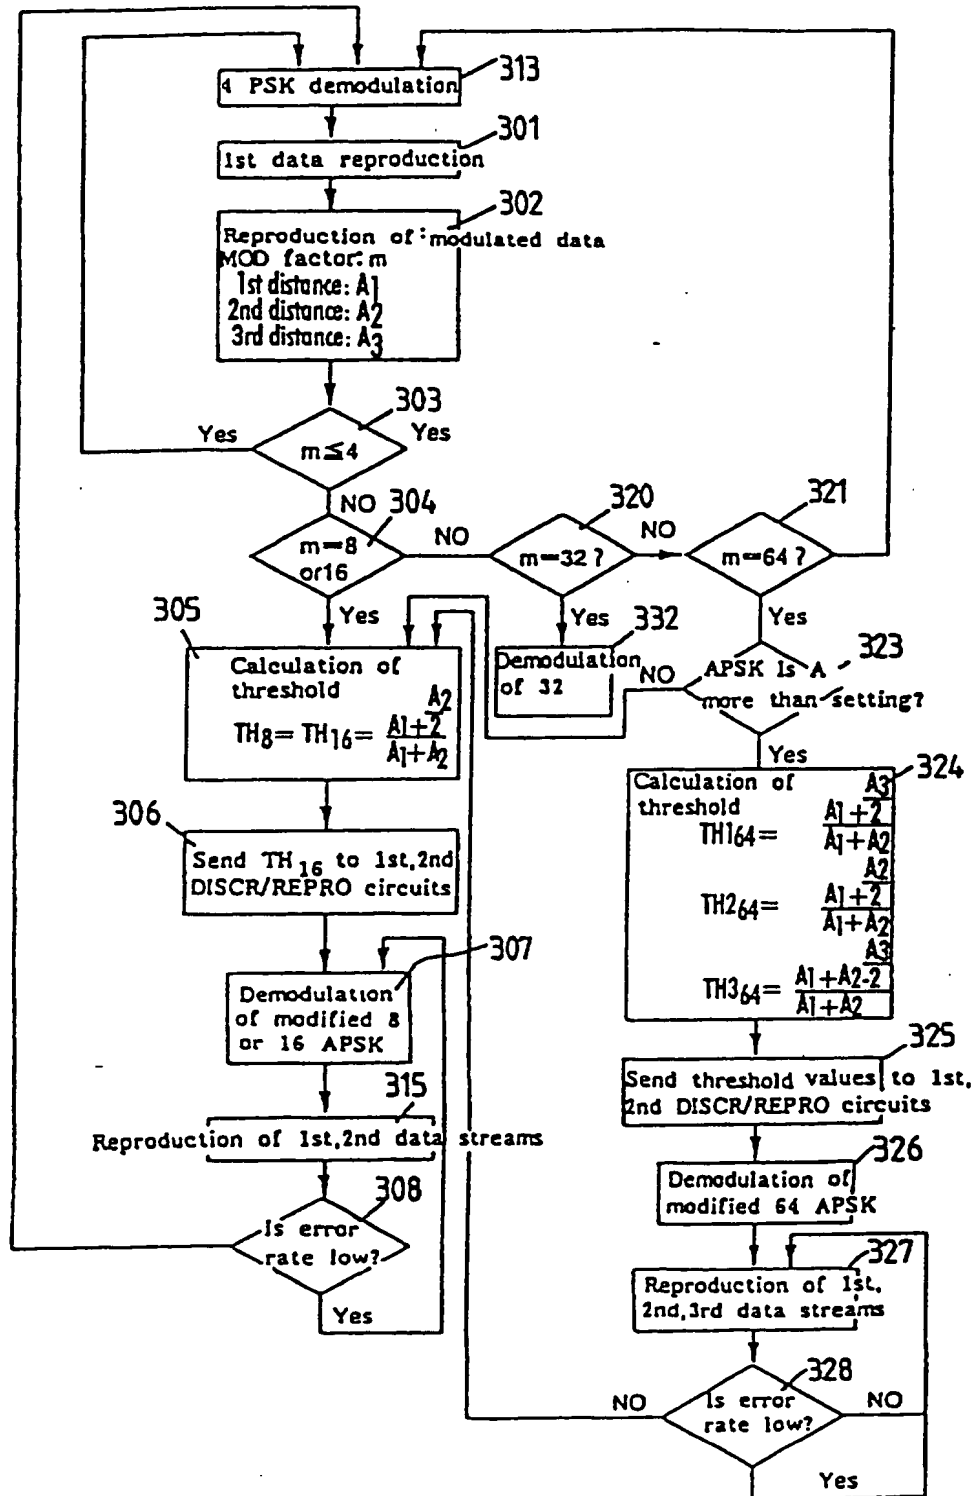 4 PSK demodulation
313
1st data reproduction
301
302
Reproduction of:modulated data
MOD factor:m
1st distance: A1
2nd distance: A2
3rd distance: A3
303
Yes
m≦4
Yes
NO
304
m=8
or16
NO
320
m=32?
NO
321
m=64?
Yes
Yes
332
Demodulation
of 32
Yes
323
APSK Is A
more than setting?
NO
Yes
305
Calculation of
threshold
A2
TH8= TH16= A1+2
A1+A2
306
Send TH16 to 1st,2nd
DISCR/REPRO circuits
307
Demodulation
of modified 8
or 16 APSK
315
Reproduction of 1st,2nd data streams
308
Is error
rate low?
Yes
324
Calculation of
threshold
A3
TH164= A1+2
A1+A2
A2
TH264= A1+2
A1+A2
A3
TH364= A1+A2-2
A1+A2
325
Send threshold values to 1st,
2nd DISCR/REPRO circuits
326
Demodulation of
modified 64 APSK
327
Reproduction of 1st,
2nd,3rd data streams
328
NO
Is error
rate low?
NO
Yes